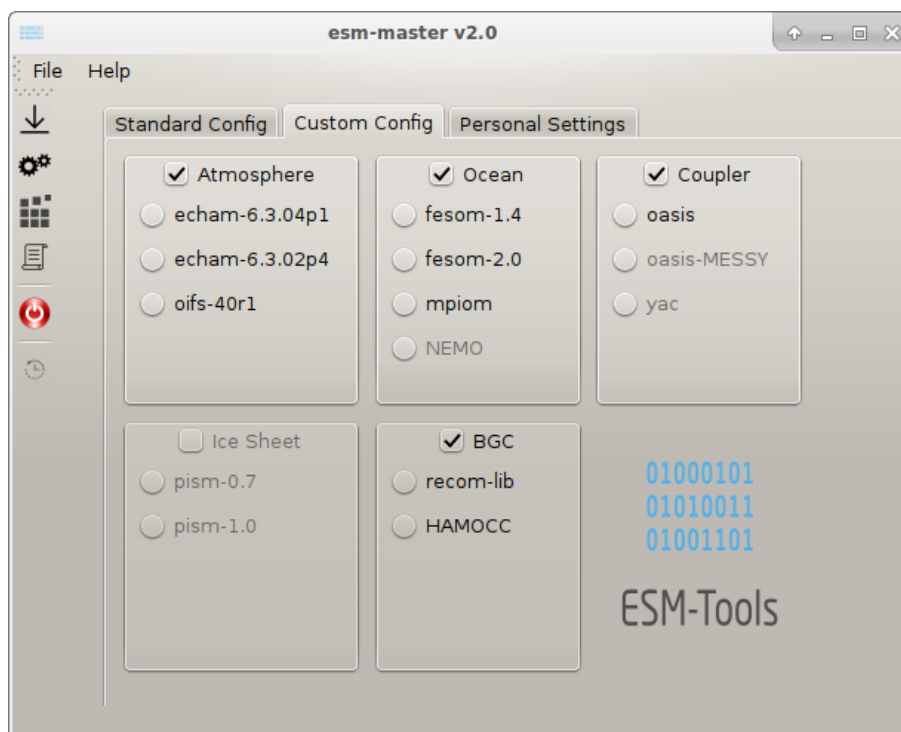 esm-master v2.0
File Help
Standard Config Custom Config Personal Settings
Atmosphere
echam-6.3.04p1
echam-6.3.02p4
oifs-40r1
Ocean
fesom-1.4
fesom-2.0
mpiom
NEMO
Coupler
oasis
oasis-MESSY
yac
Ice Sheet
pism-0.7
pism-1.0
BGC
recom-lib
HAMOCC
01000101
01010011
01001101
ESM-Tools